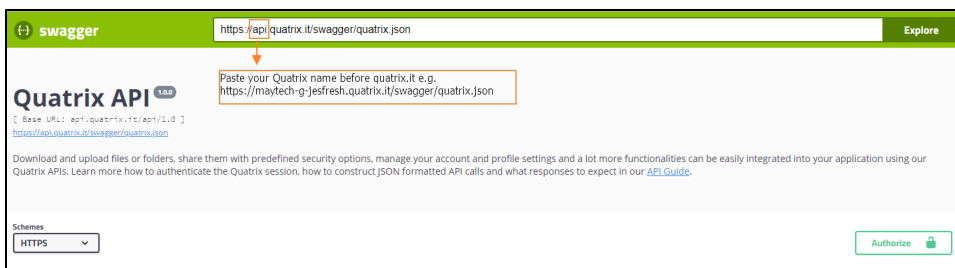 swagger
https://api.quatrix.it/swagger/quatrix.json
Explore
Paste your Quatrix name before quatrix.it e.g.
https://maytech-g-jesfresh.quatrix.it/swagger/quatrix.json
Quatrix API 1.0.0
[ Base URL: api.quatrix.it/api/1.0 ]
https://api.quatrix.it/swagger/quatrix.json
Download and upload files or folders, share them with predefined security options, manage your account and profile settings and a lot more functionalities can be easily integrated into your application using our
Quatrix APIs. Learn more how to authenticate the Quatrix session, how to construct JSON formatted API calls and what responses to expect in our API Guide.
Schemes
HTTPS
Authorize